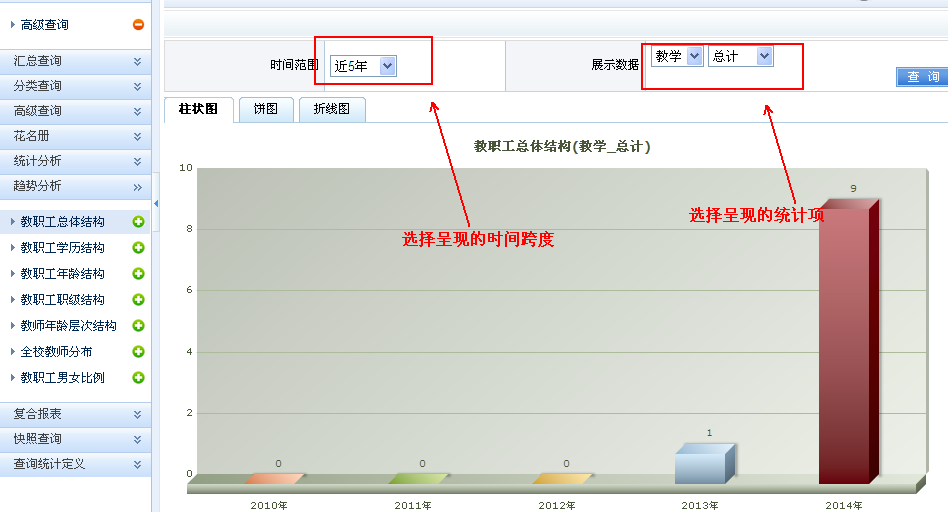 高级查询
汇总查询
分类查询
高级查询
花名册
统计分析
趋势分析
教职工总体结构
教职工学历结构
教职工年龄结构
教职工职级结构
教师年龄层次结构
全校教师分布
教职工男女比例
复合报表
快照查询
查询统计定义
时间范围 近5年 展示数据 教学 总计
查 询
柱状图 饼图 折线图
教职工总体结构(教学_总计)
选择呈现的时间跨度
选择呈现的统计项
10
8
6
4
2
0
0 0 0 1 9
2010年 2011年 2012年 2013年 2014年